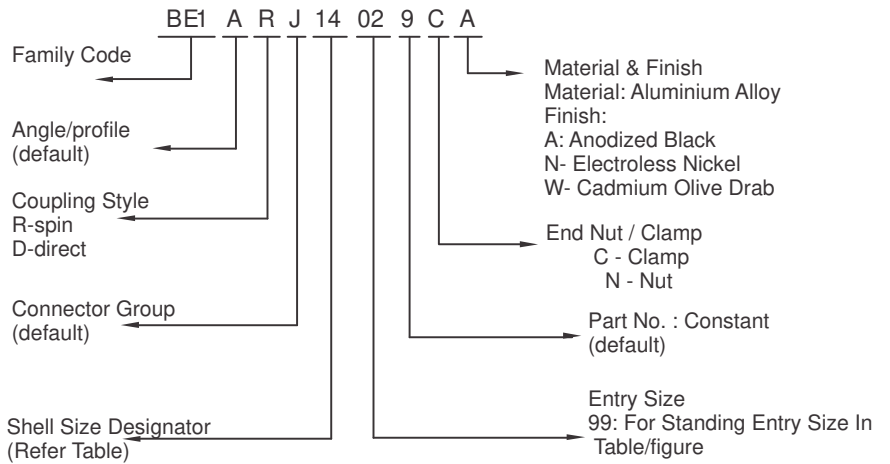 BE1 A R J 14 02 9 C A
Family Code
Angle/profile
(default)
Coupling Style
R-spin
D-direct
Connector Group
(default)
Shell Size Designator
(Refer Table)
Material & Finish
Material: Aluminium Alloy
Finish:
A: Anodized Black
N- Electroless Nickel
W- Cadmium Olive Drab
End Nut / Clamp
C - Clamp
N - Nut
Part No. : Constant
(default)
Entry Size
99: For Standing Entry Size In
Table/figure